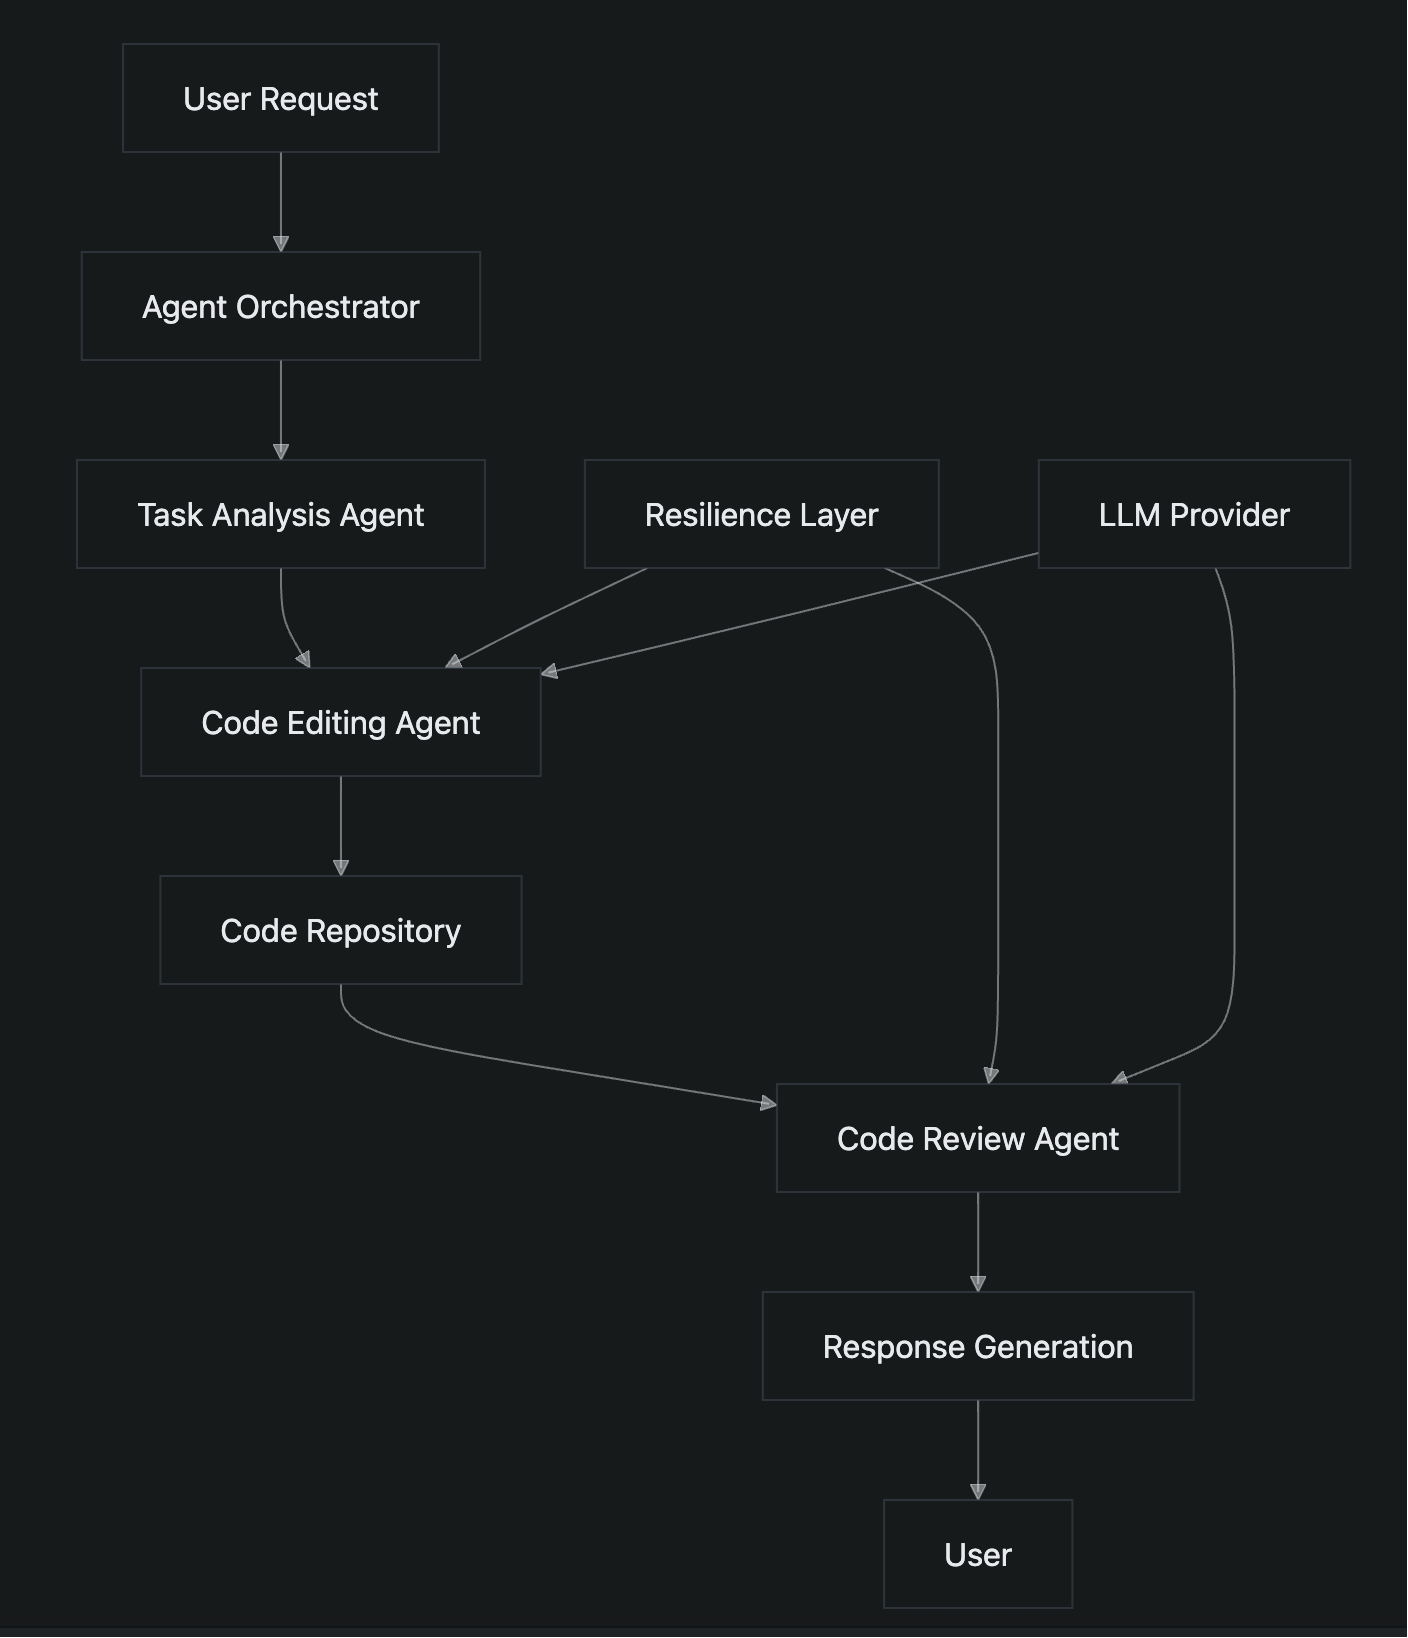 User Request
Agent Orchestrator
Task Analysis Agent
Resilience Layer
LLM Provider
Code Editing Agent
Code Repository
Code Review Agent
Response Generation
User